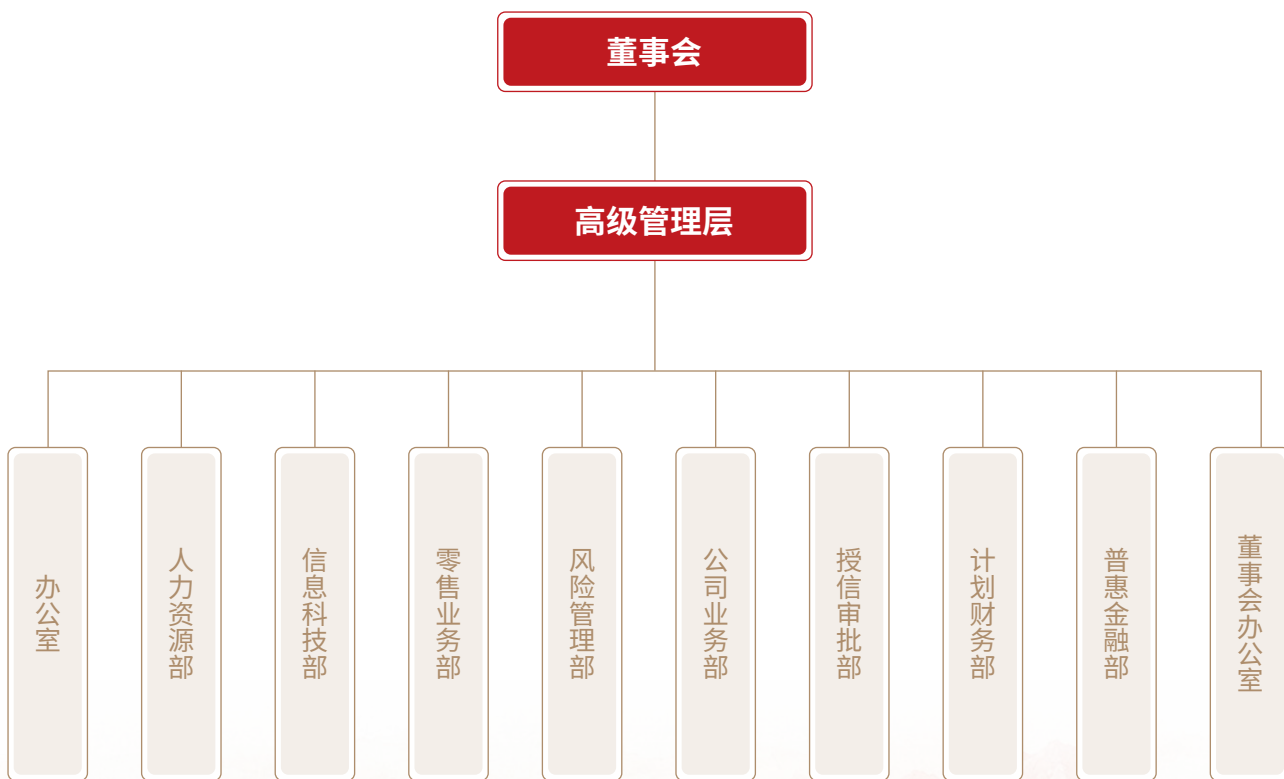 董事会
高级管理层
办公室
人力资源部
信息科技部
零售业务部
风险管理部
公司业务部
授信审批部
计划财务部
普惠金融部
董事会办公室